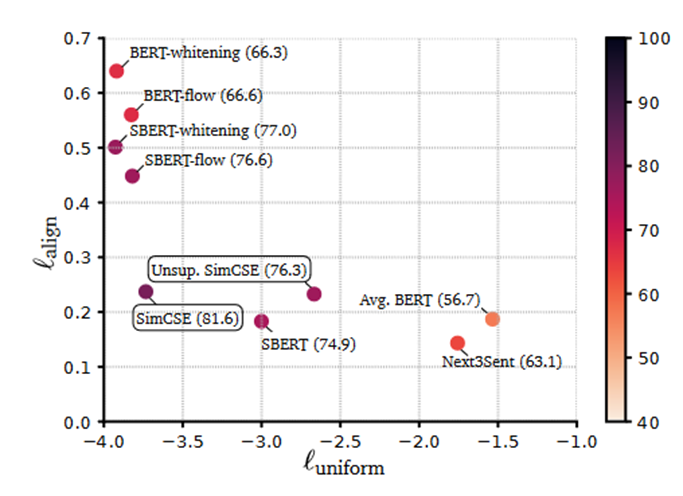 0.7
0.6
0.5
0.4
0.3
0.2
0.1
0.0
ℓalign
BERT-whitening (66.3)
BERT-flow (66.6)
SBERT-whitening (77.0)
SBERT-flow (76.6)
Unsup. SimCSE (76.3)
Avg. BERT (56.7)
SimCSE (81.6)
SBERT (74.9)
Next3Sent (63.1)
−4.0 −3.5 −3.0 −2.5 −2.0 −1.5 −1.0
ℓuniform
100
90
80
70
60
50
40